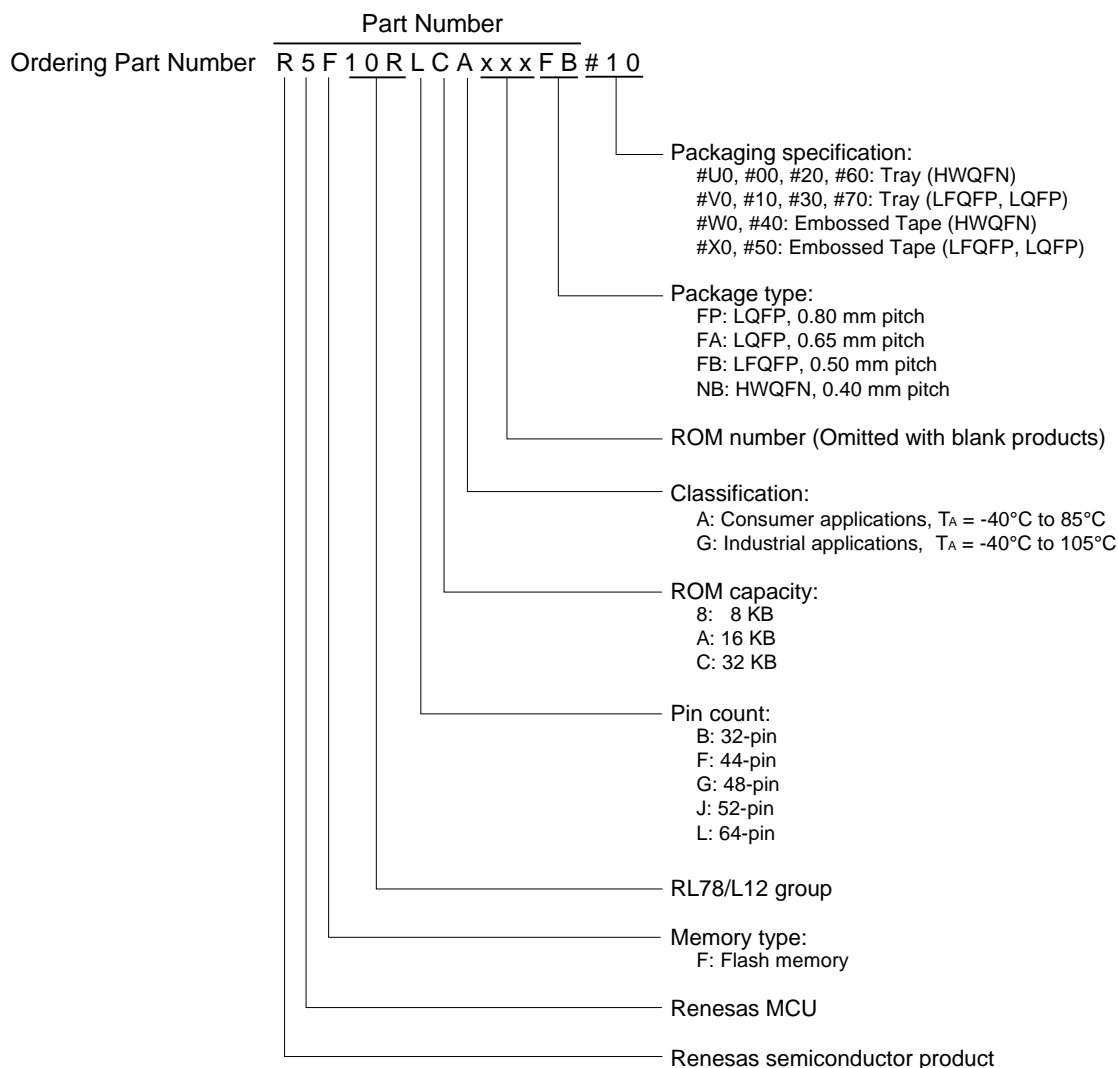 Part Number
Ordering Part Number R 5 F 1 0 R L C A x x x F B # 1 0
Packaging specification:
#U0, #00, #20, #60: Tray (HWQFN)
#V0, #10, #30, #70: Tray (LFQFP, LQFP)
#W0, #40: Embossed Tape (HWQFN)
#X0, #50: Embossed Tape (LFQFP, LQFP)
Package type:
FP: LQFP, 0.80 mm pitch
FA: LQFP, 0.65 mm pitch
FB: LFQFP, 0.50 mm pitch
NB: HWQFN, 0.40 mm pitch
ROM number (Omitted with blank products)
Classification:
A: Consumer applications, TA = -40°C to 85°C
G: Industrial applications, TA = -40°C to 105°C
ROM capacity:
8: 8 KB
A: 16 KB
C: 32 KB
Pin count:
B: 32-pin
F: 44-pin
G: 48-pin
J: 52-pin
L: 64-pin
RL78/L12 group
Memory type:
F: Flash memory
Renesas MCU
Renesas semiconductor product